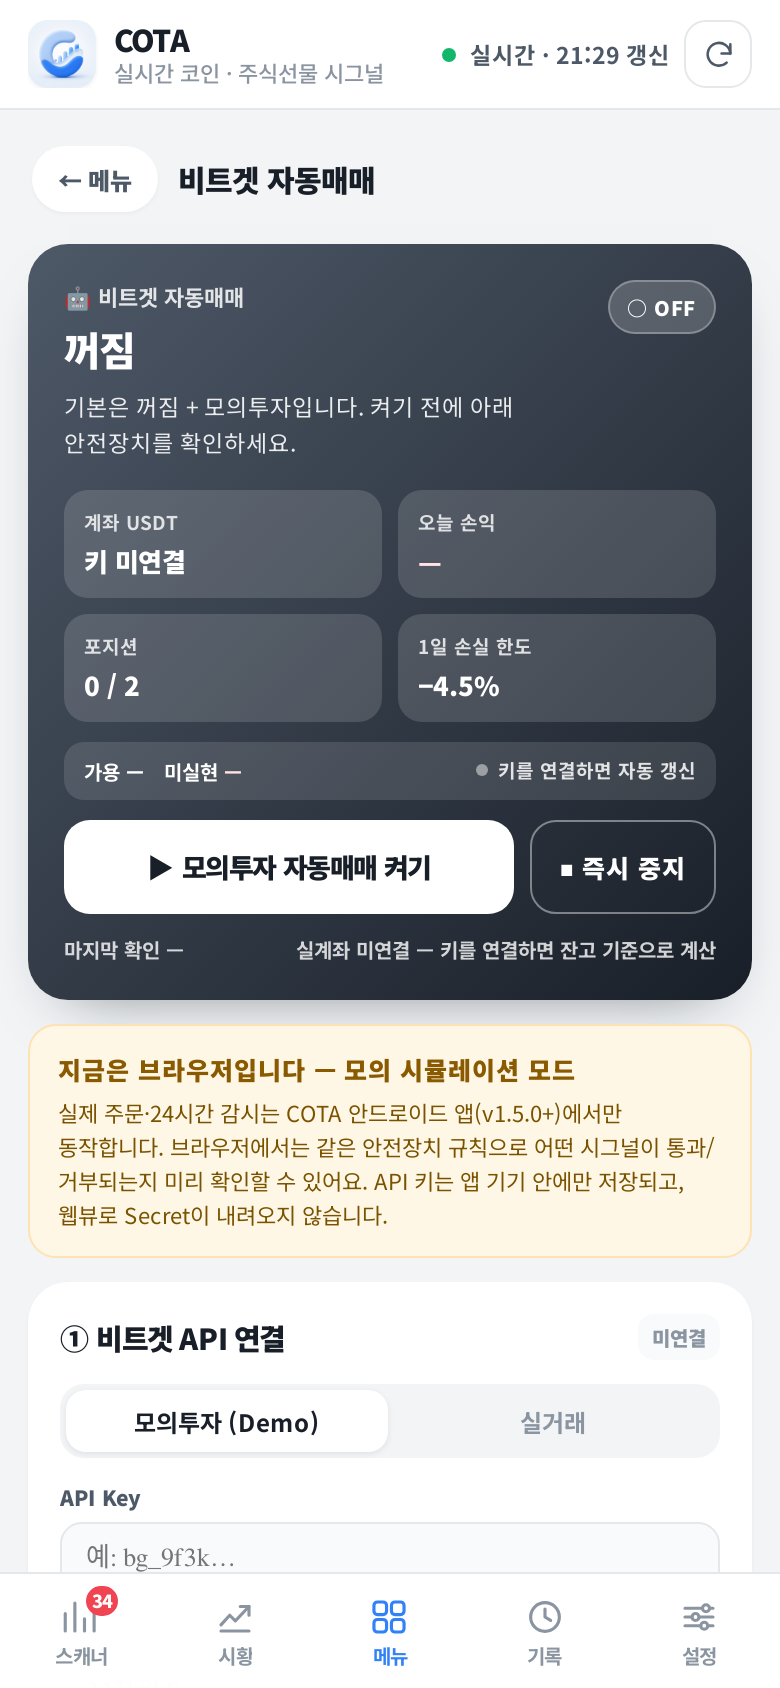 COTA
실시간 코인 · 주식선물 시그널
실시간 · 21:29 갱신
← 메뉴
비트겟 자동매매
🤖 비트겟 자동매매
○ OFF
꺼짐
기본은 꺼짐 + 모의투자입니다. 켜기 전에 아래
안전장치를 확인하세요.
계좌 USDT
키 미연결
오늘 손익
—
포지션
0 / 2
1일 손실 한도
−4.5%
가용 — 미실현 —
키를 연결하면 자동 갱신
▶ 모의투자 자동매매 켜기
■ 즉시 중지
마지막 확인 —
실계좌 미연결 — 키를 연결하면 잔고 기준으로 계산
지금은 브라우저입니다 — 모의 시뮬레이션 모드
실제 주문·24시간 감시는 COTA 안드로이드 앱(v1.5.0+)에서만
동작합니다. 브라우저에서는 같은 안전장치 규칙으로 어떤 시그널이 통과/
거부되는지 미리 확인할 수 있어요. API 키는 앱 기기 안에만 저장되고,
웹뷰로 Secret이 내려오지 않습니다.
① 비트겟 API 연결
미연결
모의투자 (Demo)
실거래
API Key
예: bg_9f3k…
34
스캐너
시황
메뉴
기록
설정